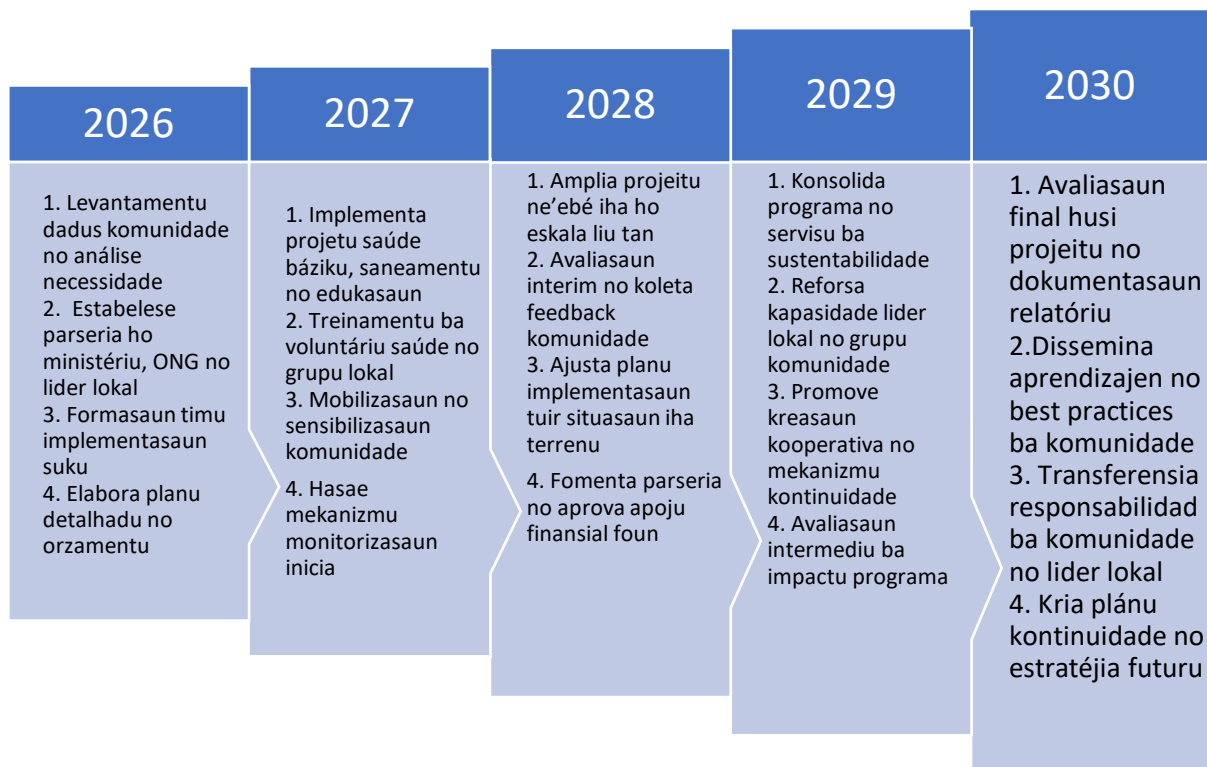 2026
1. Levantamentu
dadus komunidade
no análise
necessidade
2. Estabelese
parseria ho
ministériu, ONG no
lider lokal
3. Formasaun timu
implementasaun
suku
4. Elabora planu
detalhadu no
orzamentu
2027
1. Implementa
projetu saúde
báziku, saneamentu
no edukasaun
2. Treinamentu ba
voluntáriu saúde no
grupu lokal
3. Mobilizasaun no
sensibilizasaun
komunidade
4. Hasae
mekanizmu
monitorizasaun
inicia
2028
1. Amplia projeitu
ne’ebé iha ho
eskala liu tan
2. Avaliasaun
interim no koleta
feedback
komunidade
3. Ajusta planu
implementasaun
tuir situasaun iha
terrenu
4. Fomenta parseria
no aprova apoju
finansial foun
2029
1. Konsolida
programa no
servisu ba
sustentabilidade
2. Reforsa
kapasidade lider
lokal no grupu
komunidade
3. Promove
kreasaun
kooperativa no
mekanizmu
kontinuidade
4. Avaliasaun
intermediu ba
impactu programa
2030
1. Avaliasaun
final husi
projeitu no
dokumentasaun
relatóriu
2.Dissemina
aprendizajen no
best practices
ba komunidade
3. Transferensia
responsabilidad
ba komunidade
no lider lokal
4. Kria plánu
kontinuidade no
estratéjia futuru